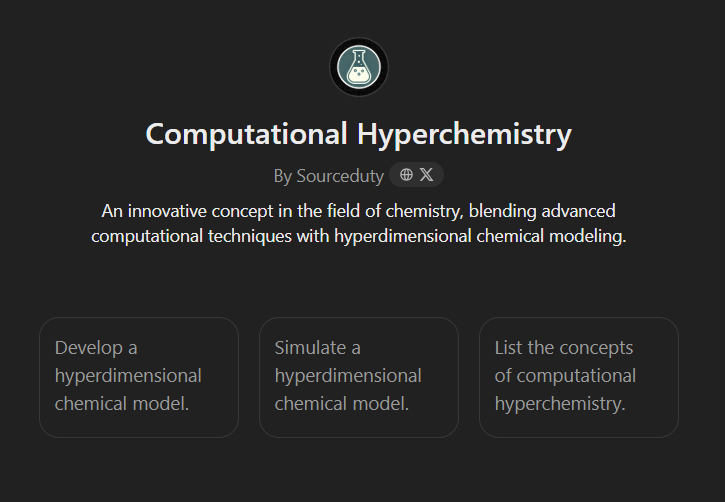 Computational Hyperchemistry
By Sourceduty
An innovative concept in the field of chemistry, blending advanced
computational techniques with hyperdimensional chemical modeling.
Develop a
hyperdimensional
chemical model.
Simulate a
hyperdimensional
chemical model.
List the concepts
of computational
hyperchemistry.